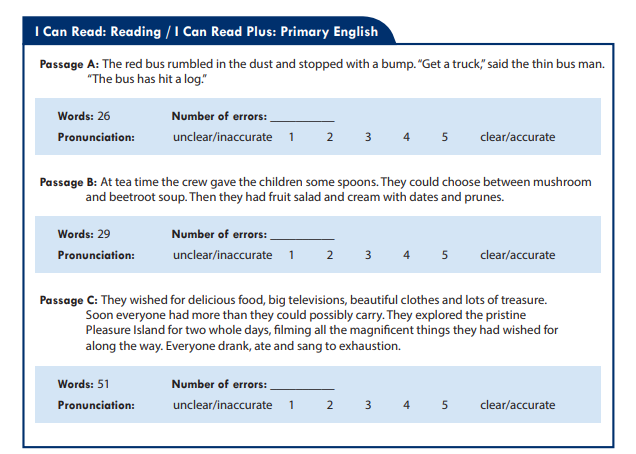 I Can Read: Reading / I Can Read Plus: Primary English
Passage A: The red bus rumbled in the dust and stopped with a bump. “Get a truck,” said the thin bus man.
“The bus has hit a log.”
Words: 26 Number of errors: __________
Pronunciation: unclear/inaccurate 1 2 3 4 5 clear/accurate
Passage B: At tea time the crew gave the children some spoons. They could choose between mushroom
and beetroot soup. Then they had fruit salad and cream with dates and prunes.
Words: 29 Number of errors: __________
Pronunciation: unclear/inaccurate 1 2 3 4 5 clear/accurate
Passage C: They wished for delicious food, big televisions, beautiful clothes and lots of treasure.
Soon everyone had more than they could possibly carry. They explored the pristine
Pleasure Island for two whole days, filming all the magnificent things they had wished for
along the way. Everyone drank, ate and sang to exhaustion.
Words: 51 Number of errors: __________
Pronunciation: unclear/inaccurate 1 2 3 4 5 clear/accurate